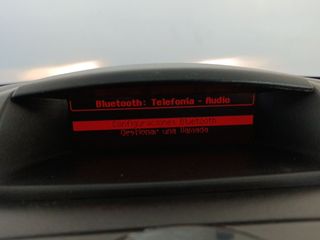 Bluetooth: Telefonía - Audio
Configuraciones Bluetooth
Gestionar una llamada